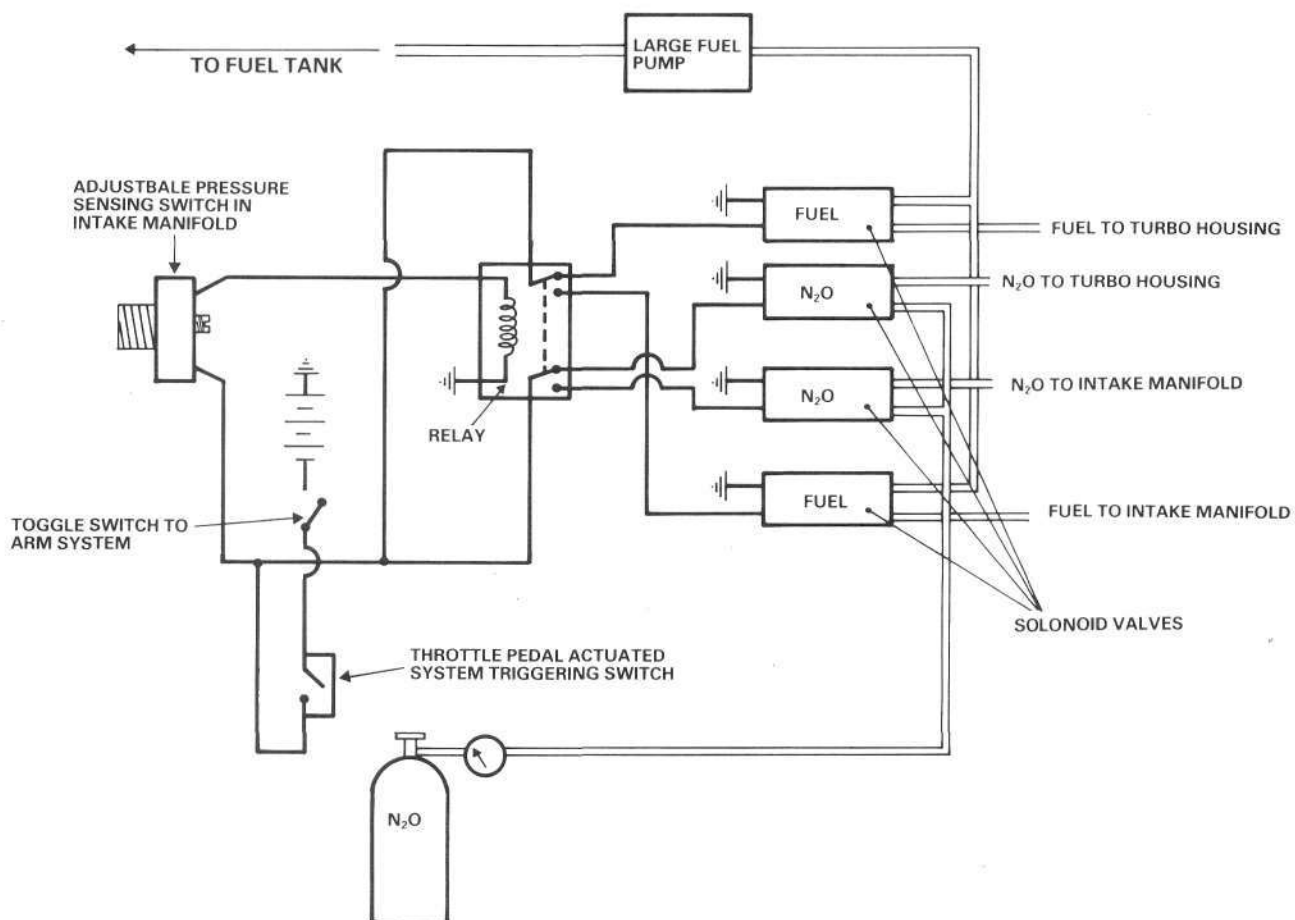 LARGE FUEL
PUMP
TO FUEL TANK
ADJUSTBALE PRESSURE
SENSING SWITCH IN
INTAKE MANIFOLD
FUEL
FUEL TO TURBO HOUSING
N₂O
N₂O TO TURBO HOUSING
N₂O
N₂O TO INTAKE MANIFOLD
RELAY
FUEL
FUEL TO INTAKE MANIFOLD
TOGGLE SWITCH TO
ARM SYSTEM
SOLONOID VALVES
THROTTLE PEDAL ACTUATED
SYSTEM TRIGGERING SWITCH
N₂O